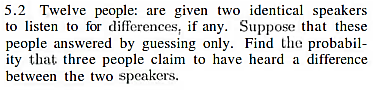 5.2 Twelve people: are given two identical speakers
to listen to for differences, if any. Suppose that these
people answered by guessing only. Find the probabil-
ity that three people claim to have heard a difference
between the two speakers.